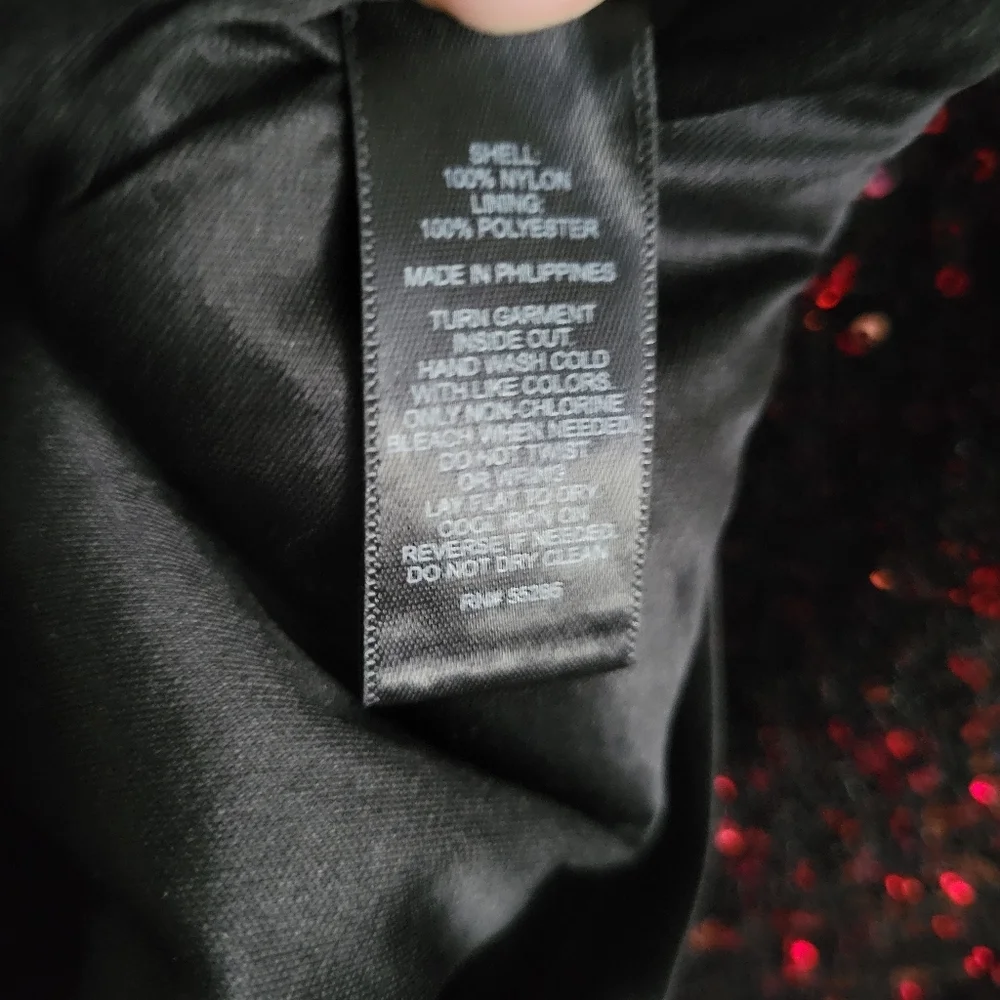 SHELL:
100% NYLON
LINING:
100% POLYESTER
MADE IN PHILIPPINES
TURN GARMENT
INSIDE OUT.
HAND WASH COLD
WITH LIKE COLORS.
ONLY NON-CHLORINE
BLEACH WHEN NEEDED.
DO NOT TWIST
OR WRING
LAY FLAT TO DRY
COOL IRON ON
REVERSE IF NEEDED.
DO NOT DRY CLEAN
RN# 55286